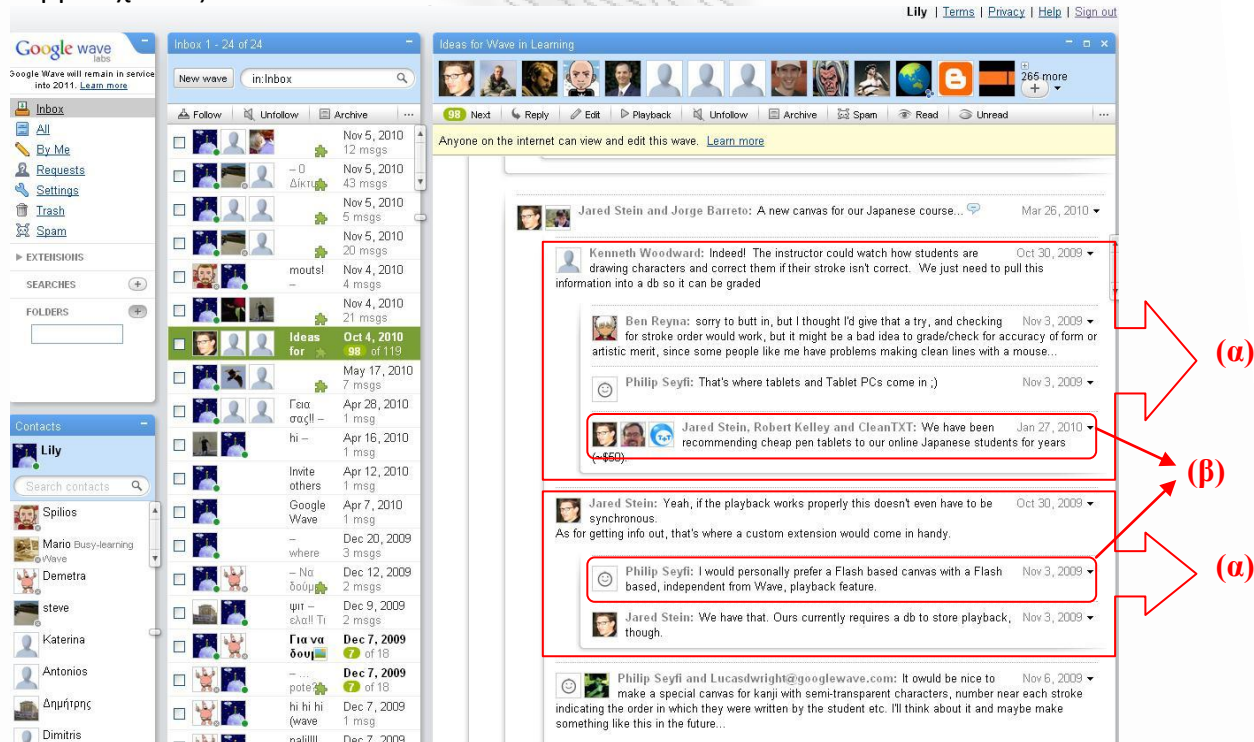 Lily | Terms | Privacy | Help | Sign out
Google wave
labs
Google Wave will remain in service
into 2011. Learn more
Inbox
All
By Me
Requests
Settings
Trash
Spam
EXTENSIONS
SEARCHES
FOLDERS
Contacts
Lily
Search contacts
Spilios
Mario Busy-learning
Wave
Demetra
steve
Katerina
Antonios
Δημήτρης
Dimitris
Inbox 1 - 24 of 24
New wave in:Inbox
Follow Unfollow Archive ...
Nov 5, 2010
12 msgs
– 0 Nov 5, 2010
Δίκτυ 43 msgs
Nov 5, 2010
5 msgs
Nov 5, 2010
20 msgs
mouts! Nov 4, 2010
– 4 msgs
Nov 4, 2010
21 msgs
Ideas Oct 4, 2010
for 98 of 119
May 17, 2010
7 msgs
Γεια Apr 28, 2010
σας!! – 1 msg
hi – Apr 16, 2010
1 msg
Invite Apr 12, 2010
others 1 msg
Google Apr 7, 2010
Wave 1 msg
– Dec 20, 2009
where 3 msgs
– Να Dec 12, 2009
δούμ 2 msgs
ψιτ – Dec 9, 2009
ελα!! Τι 2 msgs
Για να Dec 7, 2009
δουμ 7 of 18
– ... Dec 7, 2009
pote? 7 of 18
hi hi hi Dec 7, 2009
(wave 1 msg
Dec 7, 2009
Ideas for Wave in Learning
265 more
98 Next Reply Edit Playback Unfollow Archive Spam Read Unread ...
Anyone on the internet can view and edit this wave. Learn more
Jared Stein and Jorge Barreto: A new canvas for our Japanese course... Mar 26, 2010
Kenneth Woodward: Indeed! The instructor could watch how students are Oct 30, 2009
drawing characters and correct them if their stroke isn't correct. We just need to pull this
information into a db so it can be graded
Ben Reyna: sorry to butt in, but I thought I'd give that a try, and checking Nov 3, 2009
for stroke order would work, but it might be a bad idea to grade/check for accuracy of form or
artistic merit, since some people like me have problems making clean lines with a mouse...
(α)
Philip Seyfi: That's where tablets and Tablet PCs come in ;) Nov 3, 2009
Jared Stein, Robert Kelley and CleanTXT: We have been Jan 27, 2010
recommending cheap pen tablets to our online Japanese students for years
(~$50).
(β)
Jared Stein: Yeah, if the playback works properly this doesn't even have to be Oct 30, 2009
synchronous.
As for getting info out, that's where a custom extension would come in handy.
Philip Seyfi: I would personally prefer a Flash based canvas with a Flash Nov 3, 2009
based, independent from Wave, playback feature.
(α)
Jared Stein: We have that. Ours currently requires a db to store playback, Nov 3, 2009
though.
Philip Seyfi and Lucasdwright@googlewave.com: It owuld be nice to Nov 6, 2009
make a special canvas for kanji with semi-transparent characters, number near each stroke
indicating the order in which they were written by the student etc. I'll think about it and maybe make
something like this in the future...